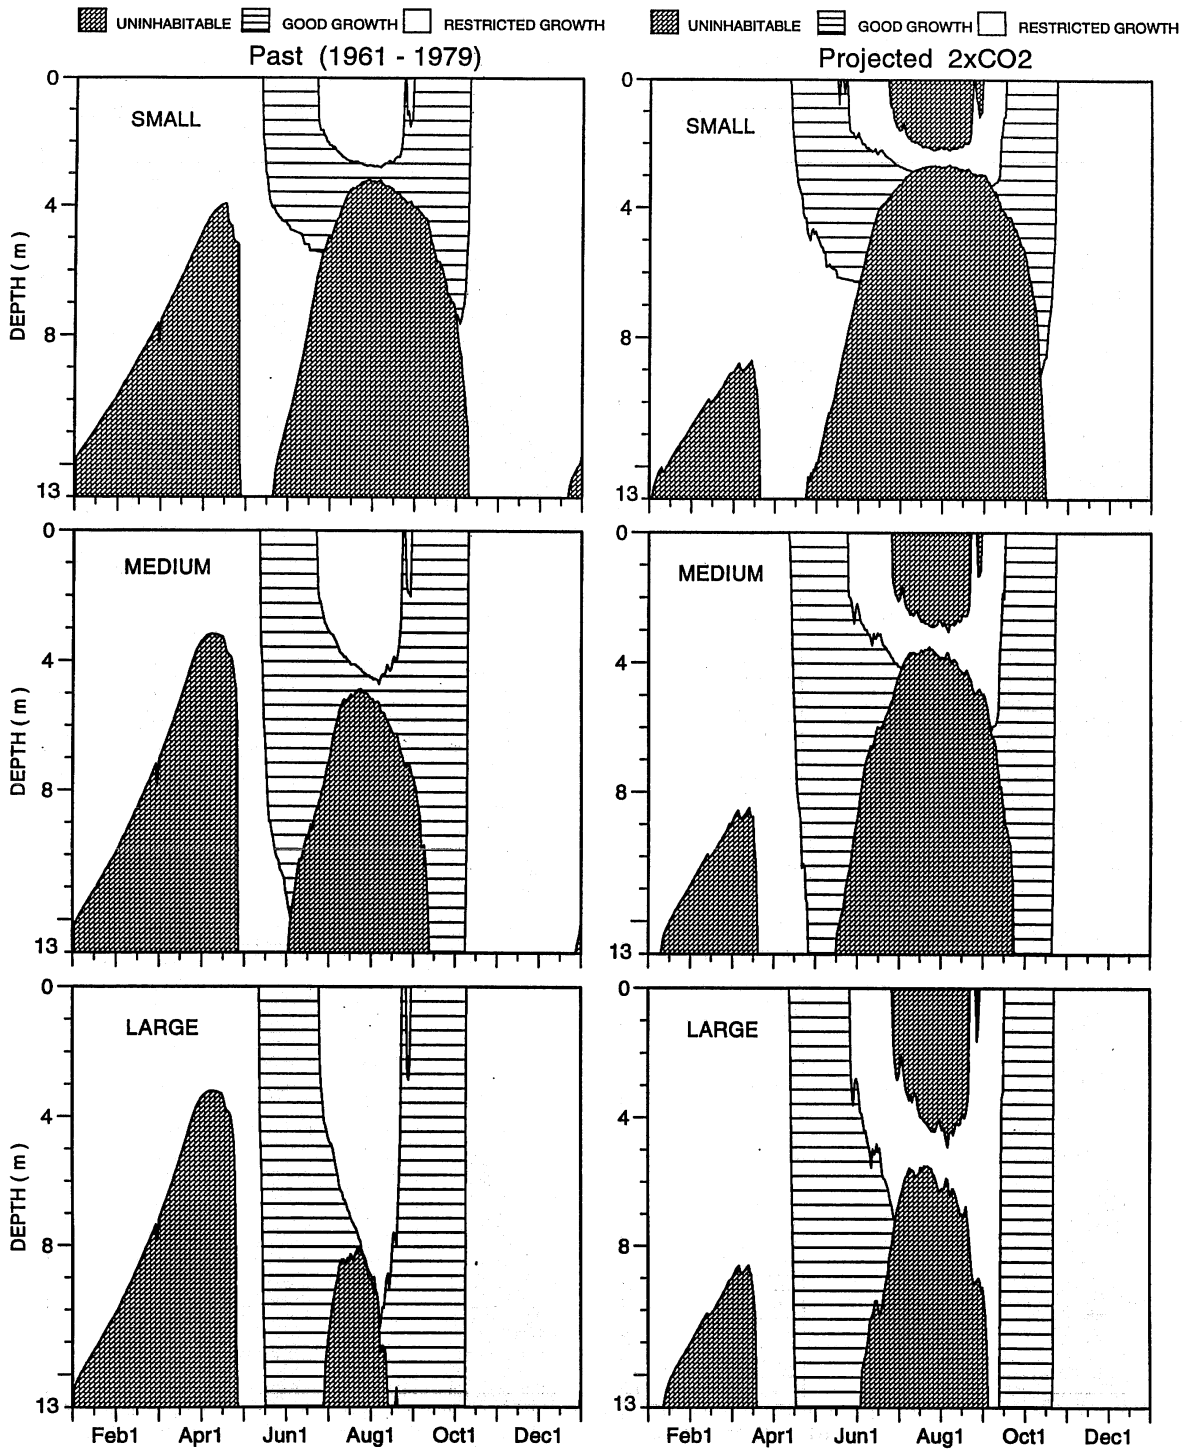 UNINHABITABLE GOOD GROWTH RESTRICTED GROWTH
Past (1961 - 1979)
0
SMALL
4
DEPTH ( m )
8
13
0
MEDIUM
4
DEPTH ( m )
8
13
0
LARGE
4
DEPTH ( m )
8
13
Feb1 Apr1 Jun1 Aug1 Oct1 Dec1
UNINHABITABLE GOOD GROWTH RESTRICTED GROWTH
Projected 2xCO2
0
SMALL
4
8
13
0
MEDIUM
4
8
13
0
LARGE
4
8
13
Feb1 Apr1 Jun1 Aug1 Oct1 Dec1